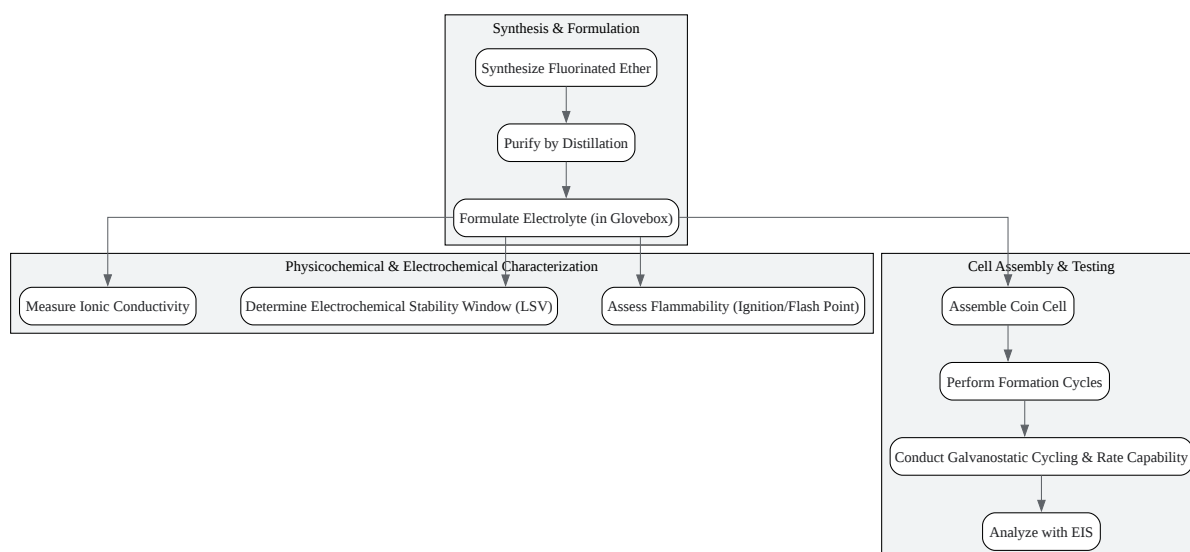 Synthesis & Formulation
Synthesize Fluorinated Ether
Purify by Distillation
Formulate Electrolyte (in Glovebox)
Physicochemical & Electrochemical Characterization
Measure Ionic Conductivity
Determine Electrochemical Stability Window (LSV)
Assess Flammability (Ignition/Flash Point)
Cell Assembly & Testing
Assemble Coin Cell
Perform Formation Cycles
Conduct Galvanostatic Cycling & Rate Capability
Analyze with EIS